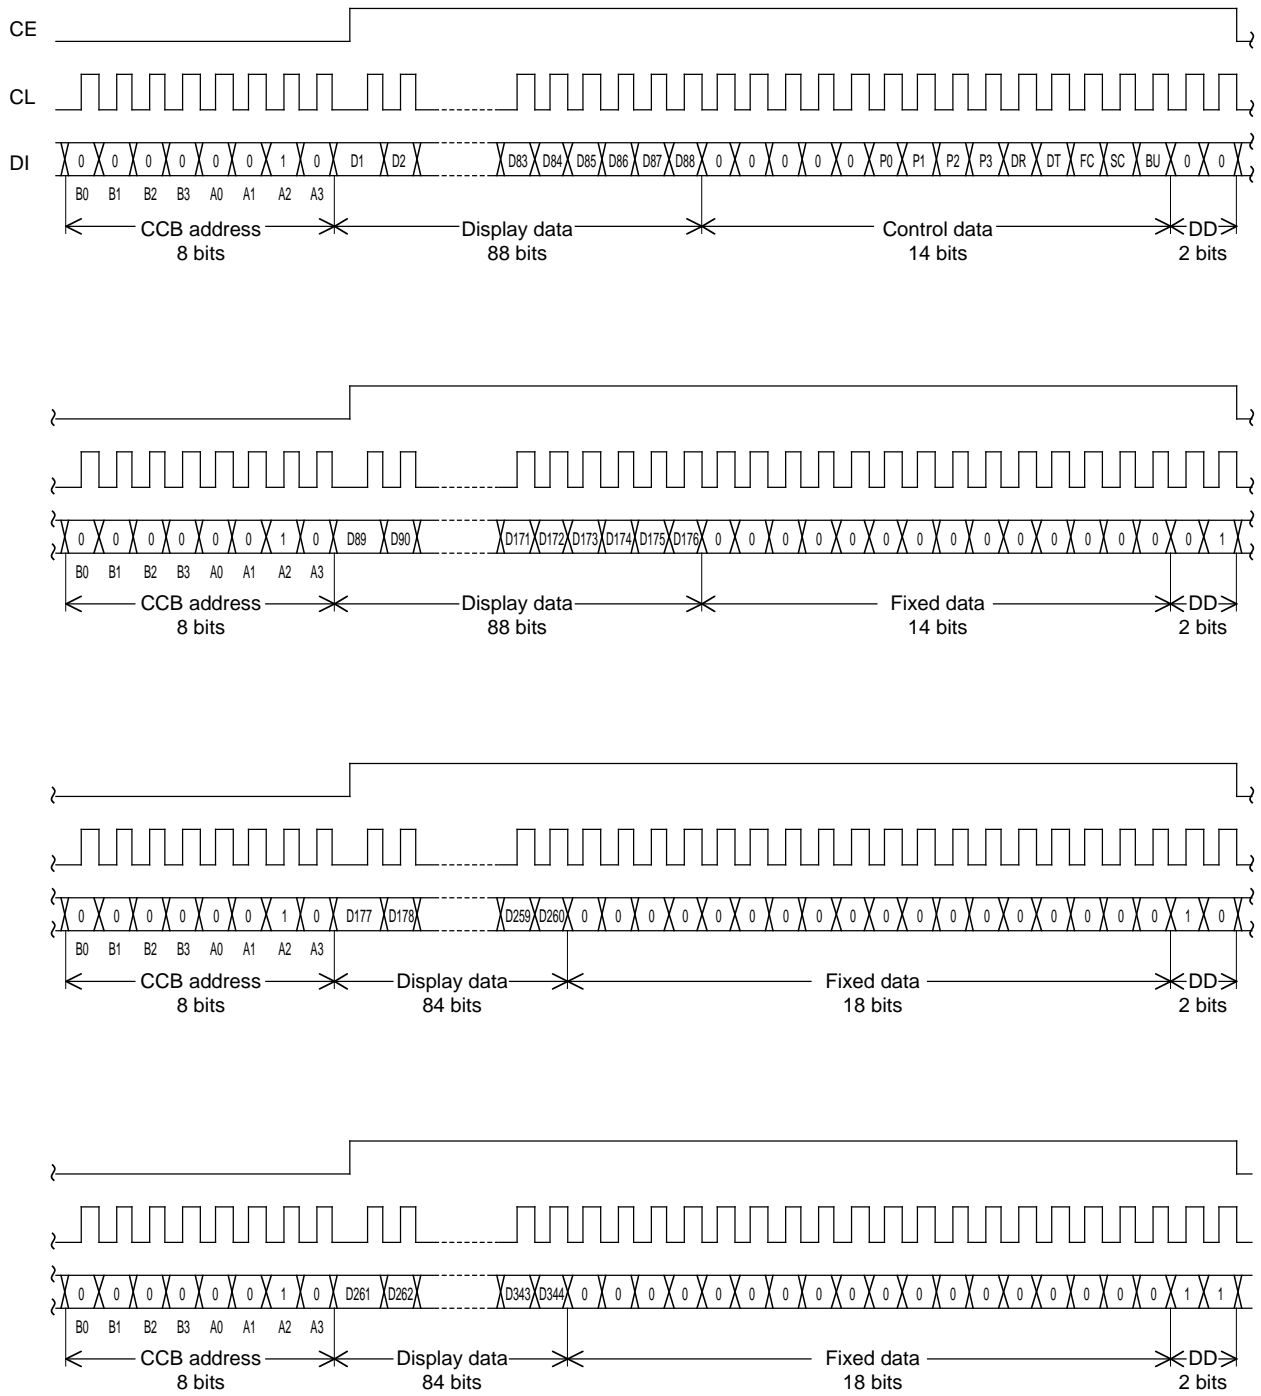 CE
CL
DI 0 0 0 0 0 0 1 0 D1 D2 D83 D84 D85 D86 D87 D88 0 0 0 0 0 P0 P1 P2 P3 DR DT FC SC BU 0 0
B0 B1 B2 B3 A0 A1 A2 A3
CCB address Display data Control data DD
8 bits 88 bits 14 bits 2 bits
0 0 0 0 0 0 1 0 D89 D90 D171 D172 D173 D174 D175 D176 0 0 0 0 0 0 0 0 0 0 0 0 0 0 0 1
B0 B1 B2 B3 A0 A1 A2 A3
CCB address Display data Fixed data DD
8 bits 88 bits 14 bits 2 bits
0 0 0 0 0 0 1 0 D177 D178 D259 D260 0 0 0 0 0 0 0 0 0 0 0 0 0 0 0 0 0 0 1 0
B0 B1 B2 B3 A0 A1 A2 A3
CCB address Display data Fixed data DD
8 bits 84 bits 18 bits 2 bits
0 0 0 0 0 0 1 0 D261 D262 D343 D344 0 0 0 0 0 0 0 0 0 0 0 0 0 0 0 0 0 0 1 1
B0 B1 B2 B3 A0 A1 A2 A3
CCB address Display data Fixed data DD
8 bits 84 bits 18 bits 2 bits